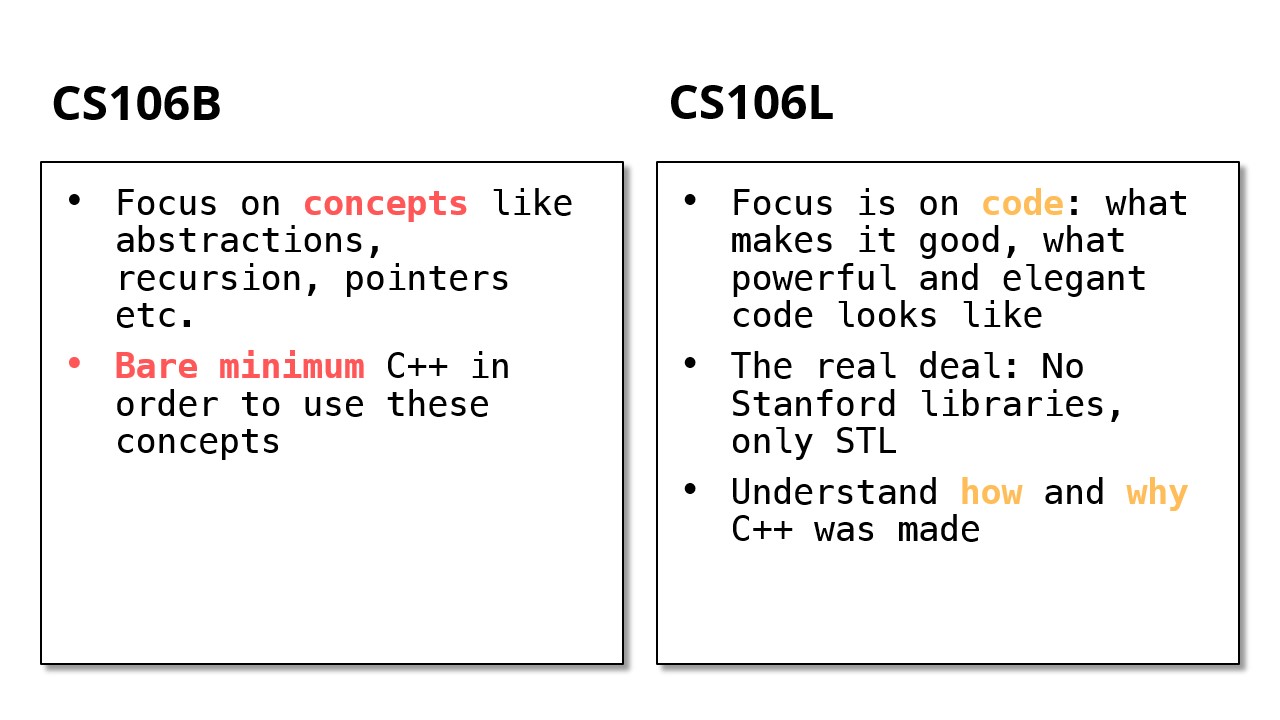 CS106B
• Focus on concepts like
abstractions,
recursion, pointers
etc.
• Bare minimum C++ in
order to use these
concepts
CS106L
• Focus is on code: what
makes it good, what
powerful and elegant
code looks like
• The real deal: No
Stanford libraries,
only STL
• Understand how and why
C++ was made